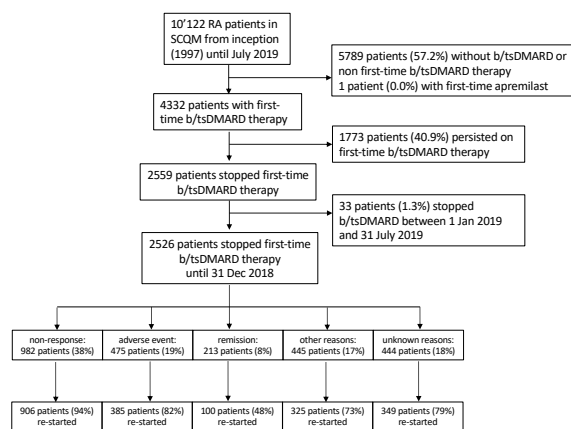 10'122 RA patients in
SCQM from inception
(1997) until July 2019
5789 patients (57.2%) without b/tsDMARD or
non first-time b/tsDMARD therapy
1 patient (0.0%) with first-time apremilast
4332 patients with first-
time b/tsDMARD therapy
1773 patients (40.9%) persisted on
first-time b/tsDMARD therapy
2559 patients stopped first-time
b/tsDMARD therapy
33 patients (1.3%) stopped
b/tsDMARD between 1 Jan 2019
and 31 July 2019
2526 patients stopped first-time
b/tsDMARD therapy
until 31 Dec 2018
non-response:
982 patients (38%)
adverse event:
475 patients (19%)
remission:
213 patients (8%)
other reasons:
445 patients (17%)
unknown reasons:
444 patients (18%)
906 patients (94%)
re-started
385 patients (82%)
re-started
100 patients (48%)
re-started
325 patients (73%)
re-started
349 patients (79%)
re-started